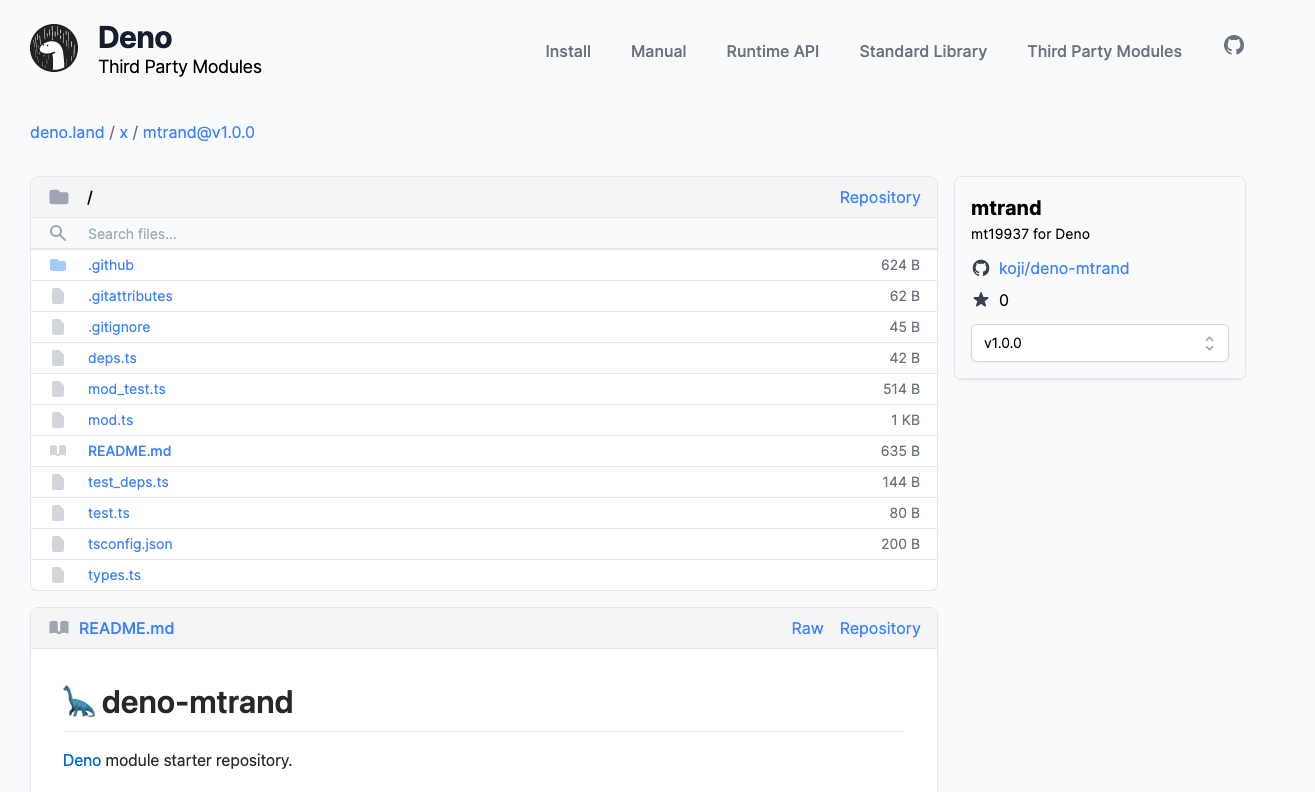 Deno
Third Party Modules
Install Manual Runtime API Standard Library Third Party Modules
deno.land / x / mtrand@v1.0.0
/ Repository
Search files...
.github 624 B
.gitattributes 62 B
.gitignore 45 B
deps.ts 42 B
mod_test.ts 514 B
mod.ts 1 KB
README.md 635 B
test_deps.ts 144 B
test.ts 80 B
tsconfig.json 200 B
types.ts
mtrand
mt19937 for Deno
koji/deno-mtrand
0
v1.0.0
README.md Raw Repository
🦕 deno-mtrand
Deno module starter repository.